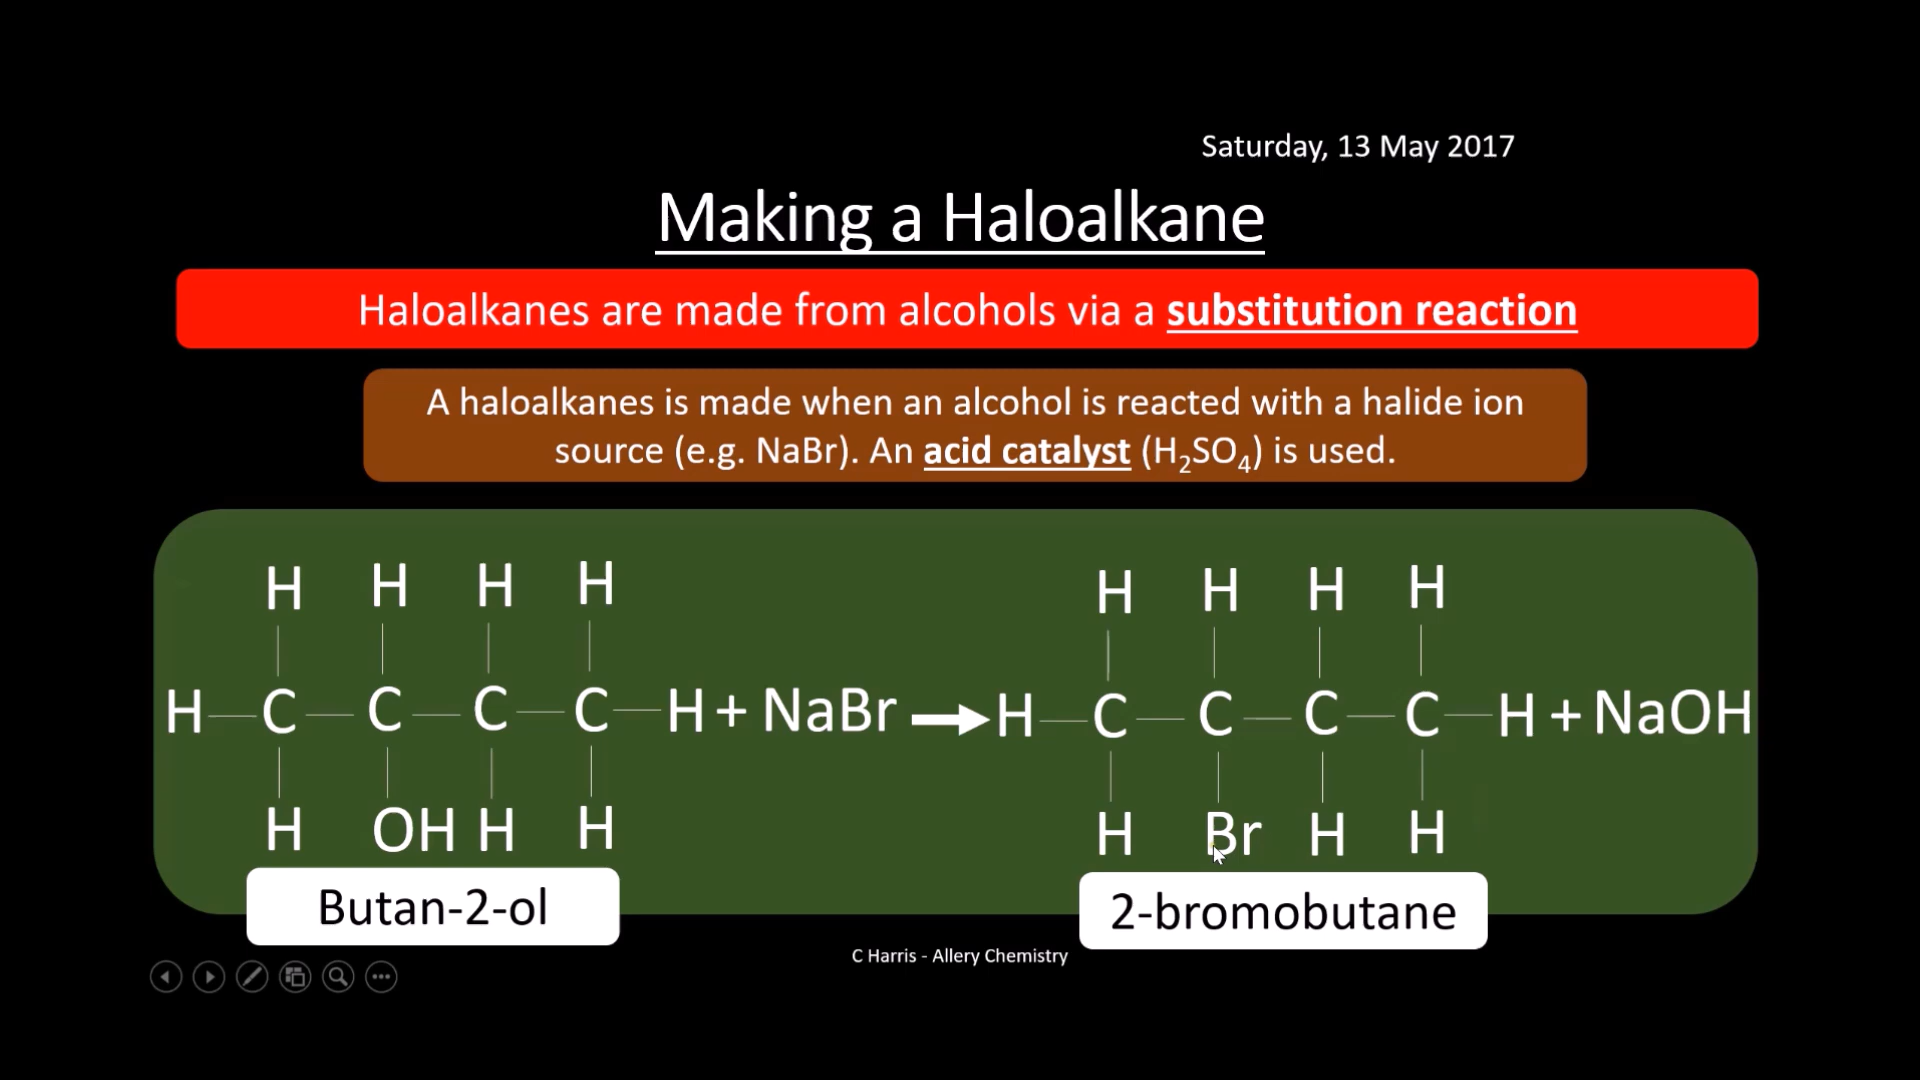 Saturday, 13 May 2017
Making a Haloalkane
Haloalkanes are made from alcohols via a substitution reaction
A haloalkanes is made when an alcohol is reacted with a halide ion
source (e.g. NaBr). An acid catalyst (H₂SO₄) is used.
H H H H
H C C C C H + NaBr
H OH H H
Butan-2-ol
H H H H
H C C C C H + NaOH
H Br H H
2-bromobutane
C Harris - Allery Chemistry